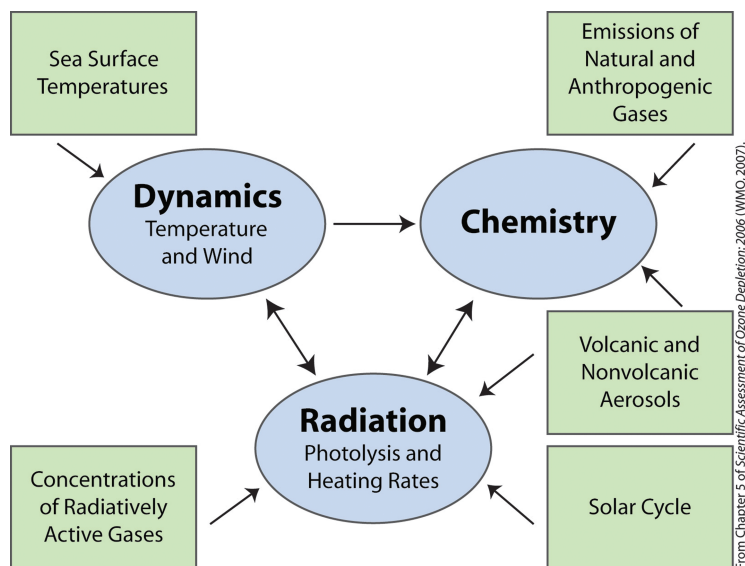 Sea Surface
Temperatures
Emissions of
Natural and
Anthropogenic
Gases
Dynamics
Temperature
and Wind
Chemistry
Volcanic and
Nonvolcanic
Aerosols
Radiation
Photolysis and
Heating Rates
Concentrations
of Radiatively
Active Gases
Solar Cycle
From Chapter 5 of Scientific Assessment of Ozone Depletion: 2006 (WMO, 2007).